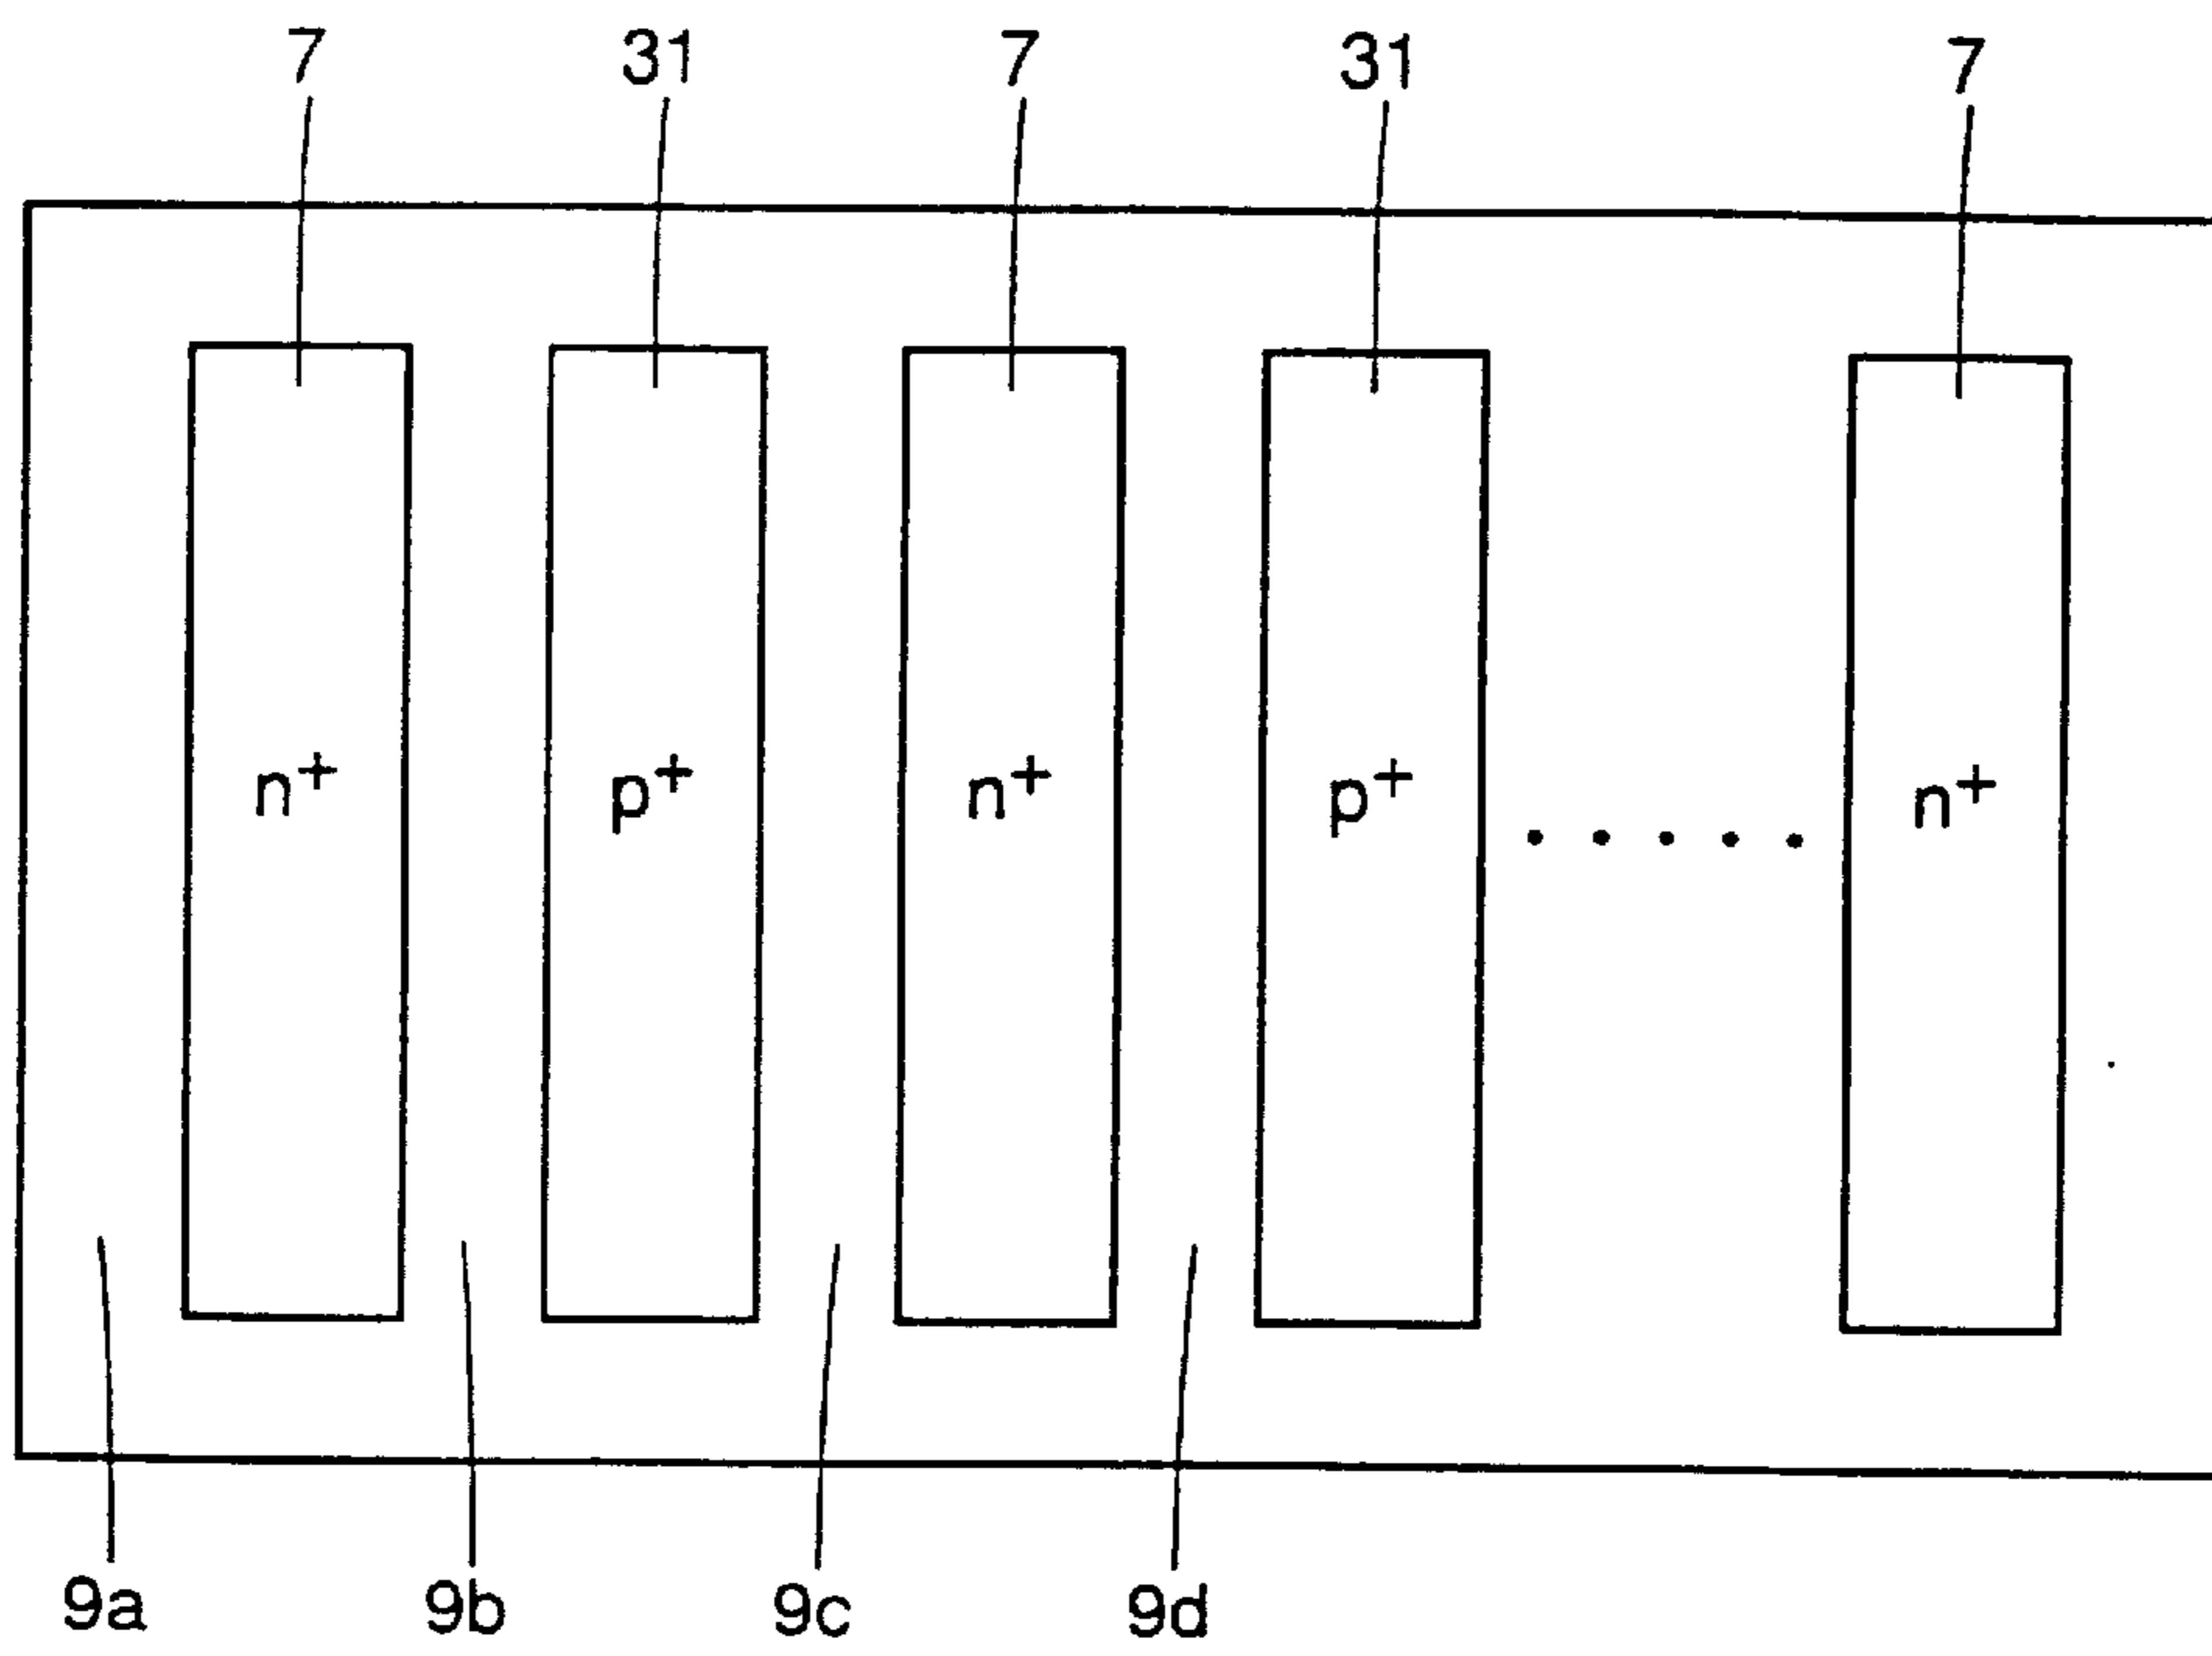 7 31 7 31 7
n+ p+ n+ p+ ..... n+
9a 9b 9c 9d